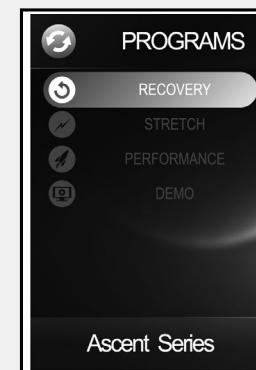 PROGRAMS
RECOVERY
STRETCH
PERFORMANCE
DEMO
Ascent Series